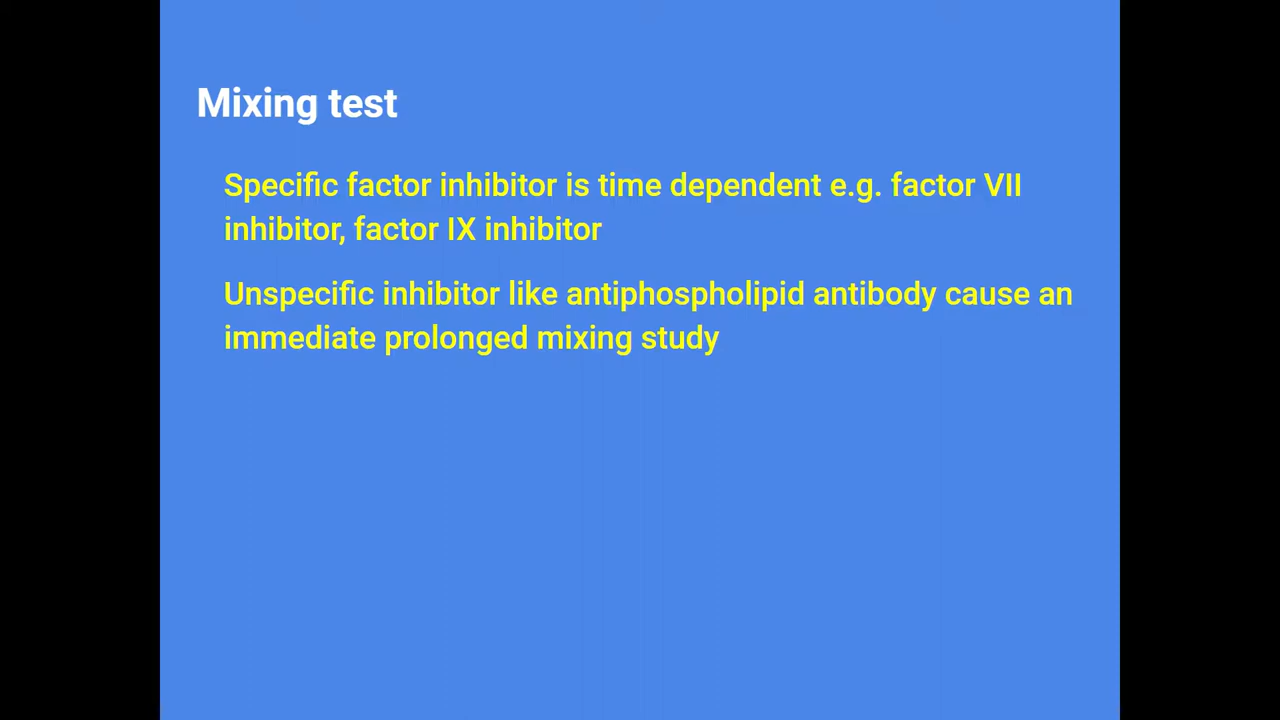 Mixing test
Specific factor inhibitor is time dependent e.g. factor VII
inhibitor, factor IX inhibitor
Unspecific inhibitor like antiphospholipid antibody cause an
immediate prolonged mixing study